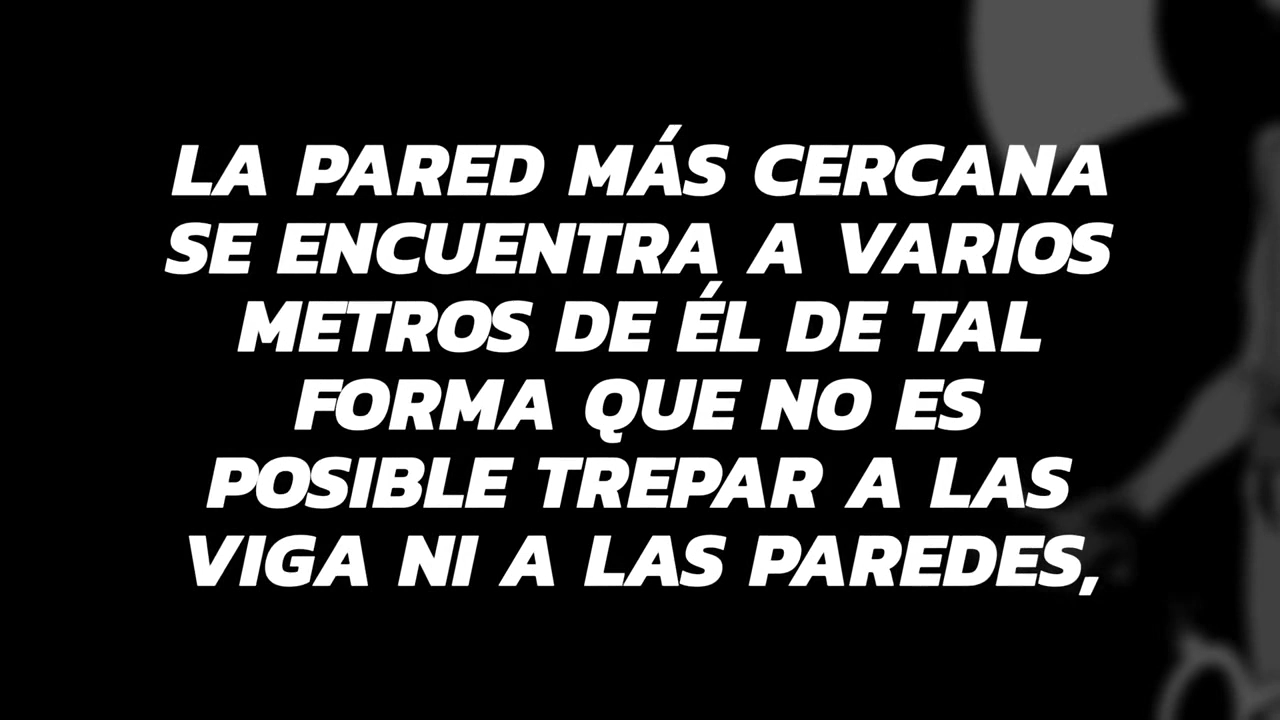 LA PARED MÁS CERCANA
SE ENCUENTRA A VARIOS
METROS DE ÉL DE TAL
FORMA QUE NO ES
POSIBLE TREPAR A LAS
VIGA NI A LAS PAREDES,